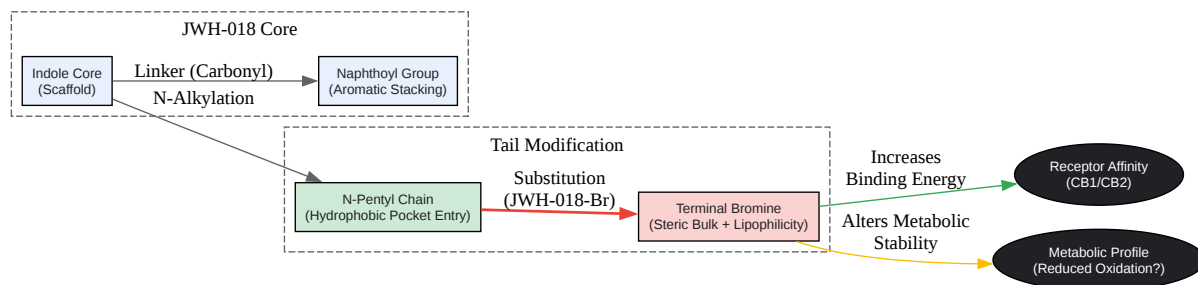 JWH-018 Core
Indole Core
(Scaffold)
Linker (Carbonyl)
N-Alkylation
Naphthoyl Group
(Aromatic Stacking)
Tail Modification
N-Pentyl Chain
(Hydrophobic Pocket Entry)
Substitution
(JWH-018-Br)
Terminal Bromine
(Steric Bulk + Lipophilicity)
Increases
Binding Energy
Alters Metabolic
Stability
Receptor Affinity
(CB1/CB2)
Metabolic Profile
(Reduced Oxidation?)